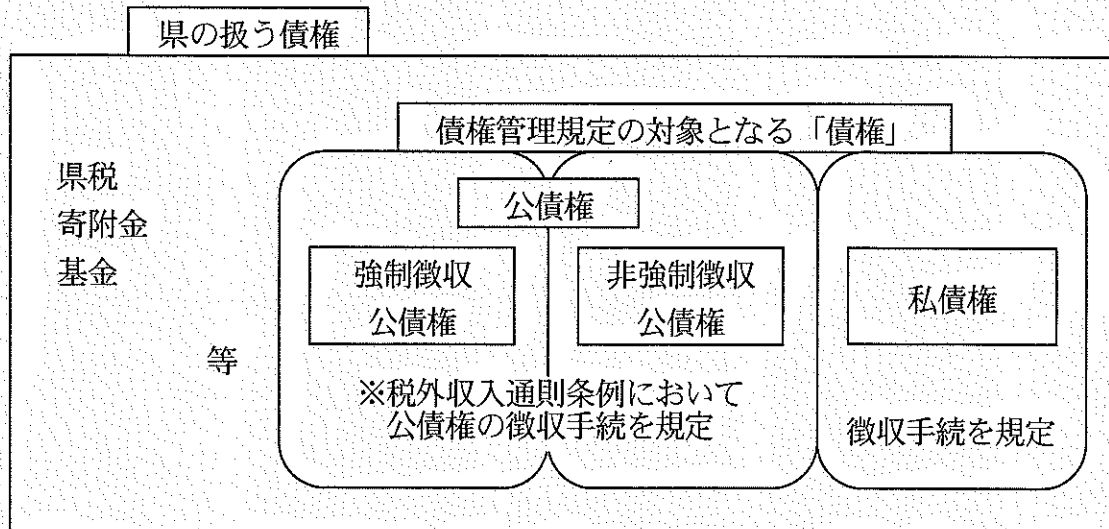 県の扱う債権
債権管理規定の対象となる「債権」
県税
寄附金
基金
等
公債権
強制徴収
公債権
非強制徴収
公債権
私債権
※税外収入通則条例において
公債権の徴収手続を規定
徴収手続を規定